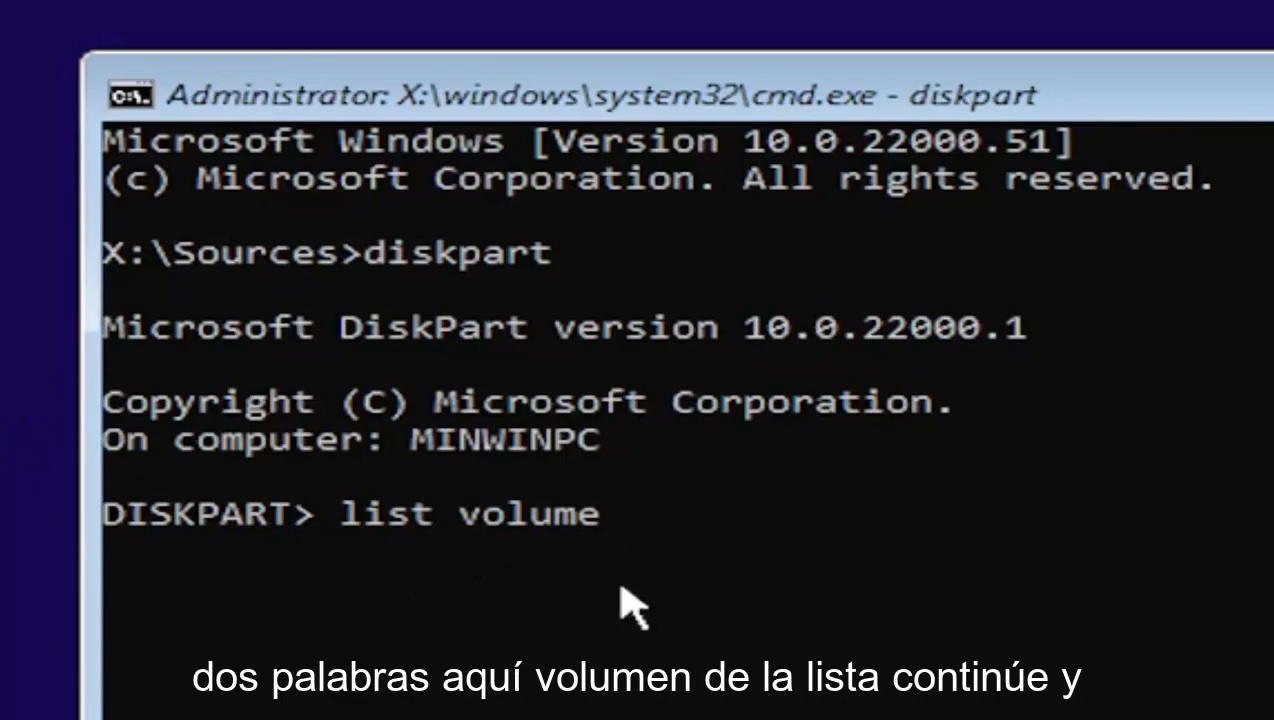 Administrator: X:\windows\system32\cmd.exe - diskpart
Microsoft Windows [Version 10.0.22000.51]
(c) Microsoft Corporation. All rights reserved.
X:\Sources>diskpart
Microsoft DiskPart version 10.0.22000.1
Copyright (C) Microsoft Corporation.
On computer: MINWINPC
DISKPART> list volume
dos palabras aquí volumen de la lista continúe y